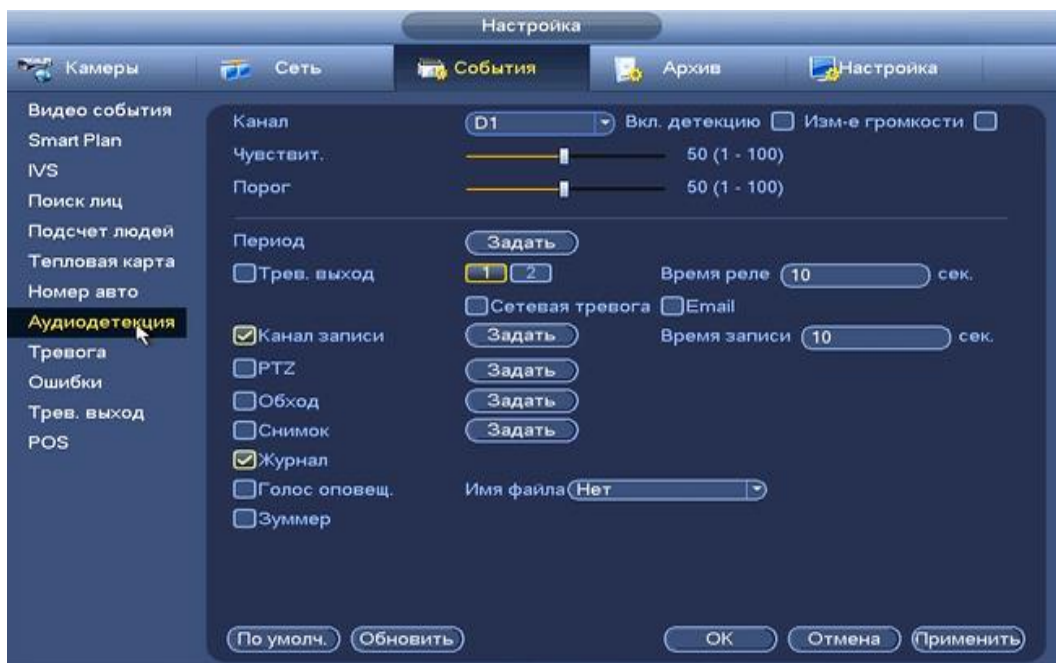 Настройка
Камеры Сеть События Архив Настройка
Видео события
Smart Plan
IVS
Поиск лиц
Подсчет людей
Тепловая карта
Номер авто
Аудиодетекция
Тревога
Ошибки
Трев. выход
POS
Канал D1 Вкл. детекцию Изм-е громкости
Чувствит. 50 (1 - 100)
Порог 50 (1 - 100)
Период Задать
Трев. выход 1 2 Время реле 10 сек.
Сетевая тревога Email
Канал записи Задать Время записи 10 сек.
PTZ Задать
Обход Задать
Снимок Задать
Журнал
Голос оповещ. Имя файла Нет
Зуммер
По умолч. Обновить OK Отмена Применить